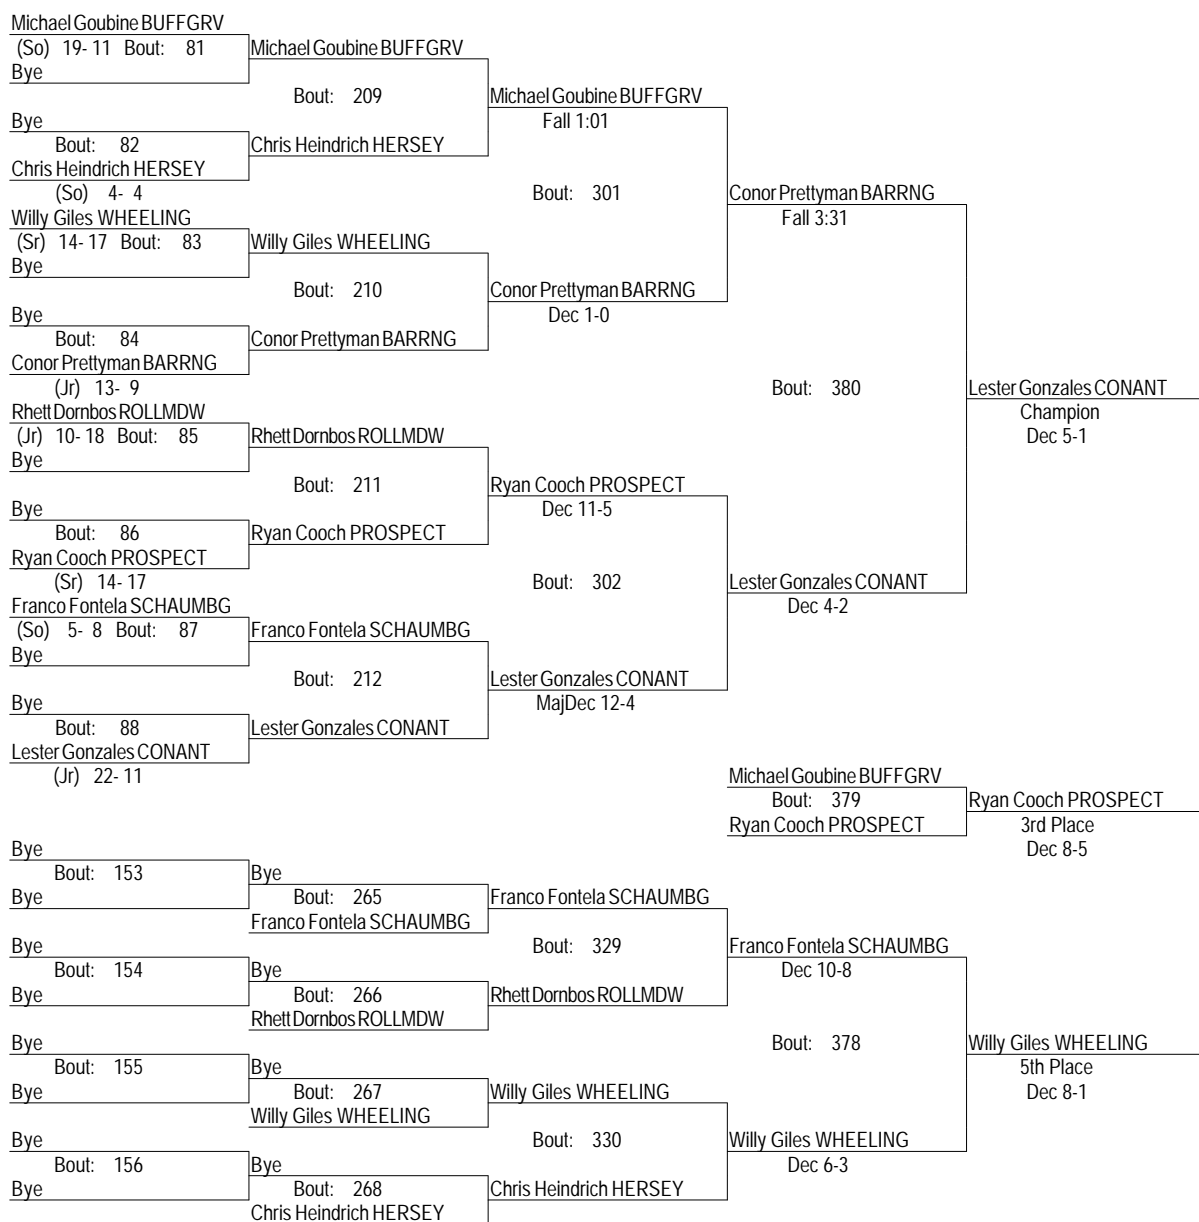 Michael Goubine BUFFGRV
(So) 19- 11 Bout: 81
Bye
Michael Goubine BUFFGRV
Bout: 209
Bye
Bout: 82
Chris Heindrich HERSEY
(So) 4- 4
Chris Heindrich HERSEY
Michael Goubine BUFFGRV
Fall 1:01
Bout: 301
Willy Giles WHEELING
(Sr) 14- 17 Bout: 83
Bye
Willy Giles WHEELING
Bout: 210
Bye
Bout: 84
Conor Prettyman BARRNG
(Jr) 13- 9
Conor Prettyman BARRNG
Conor Prettyman BARRNG
Dec 1-0
Conor Prettyman BARRNG
Fall 3:31
Bout: 380
Rhett Dornbos ROLLMDW
(Jr) 10- 18 Bout: 85
Bye
Rhett Dornbos ROLLMDW
Bout: 211
Bye
Bout: 86
Ryan Cooch PROSPECT
(Sr) 14- 17
Ryan Cooch PROSPECT
Ryan Cooch PROSPECT
Dec 11-5
Bout: 302
Franco Fontela SCHAUMBG
(So) 5- 8 Bout: 87
Bye
Franco Fontela SCHAUMBG
Bout: 212
Bye
Bout: 88
Lester Gonzales CONANT
(Jr) 22- 11
Lester Gonzales CONANT
Lester Gonzales CONANT
MajDec 12-4
Lester Gonzales CONANT
Dec 4-2
Lester Gonzales CONANT
Champion
Dec 5-1
Michael Goubine BUFFGRV
Bout: 379
Ryan Cooch PROSPECT
Ryan Cooch PROSPECT
3rd Place
Dec 8-5
Bye
Bout: 153
Bye
Bye
Bout: 265
Franco Fontela SCHAUMBG
Franco Fontela SCHAUMBG
Bout: 329
Bye
Bout: 154
Bye
Bye
Bout: 266
Rhett Dornbos ROLLMDW
Rhett Dornbos ROLLMDW
Franco Fontela SCHAUMBG
Dec 10-8
Bout: 378
Bye
Bout: 155
Bye
Bye
Bout: 267
Willy Giles WHEELING
Willy Giles WHEELING
Bout: 330
Bye
Bout: 156
Bye
Bye
Bout: 268
Chris Heindrich HERSEY
Chris Heindrich HERSEY
Willy Giles WHEELING
Dec 6-3
Willy Giles WHEELING
5th Place
Dec 8-1